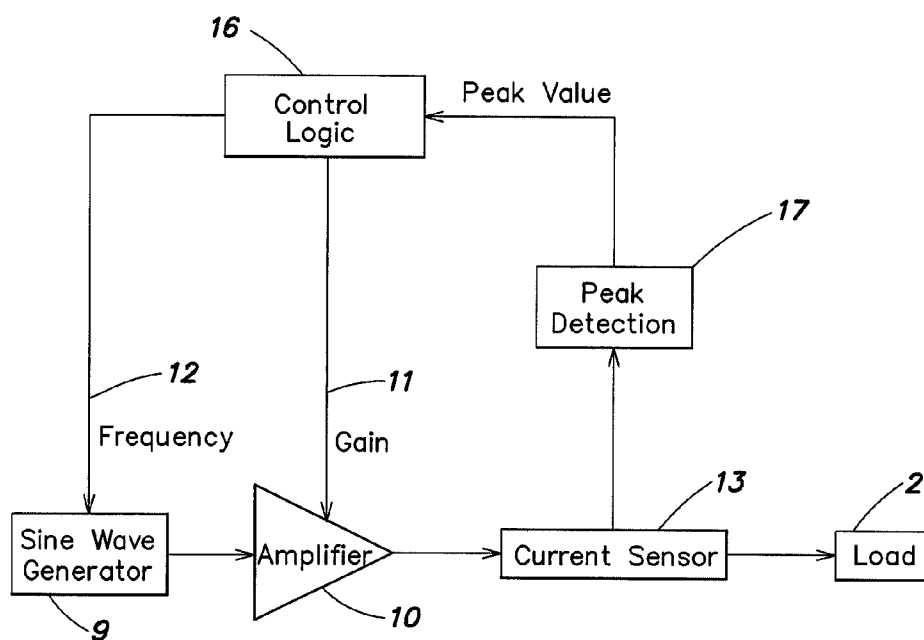 16
Control
Logic
Peak Value
17
Peak
Detection
12
11
Frequency
Gain
13
2
Sine Wave
Generator
Amplifier
Current Sensor
Load
9
10